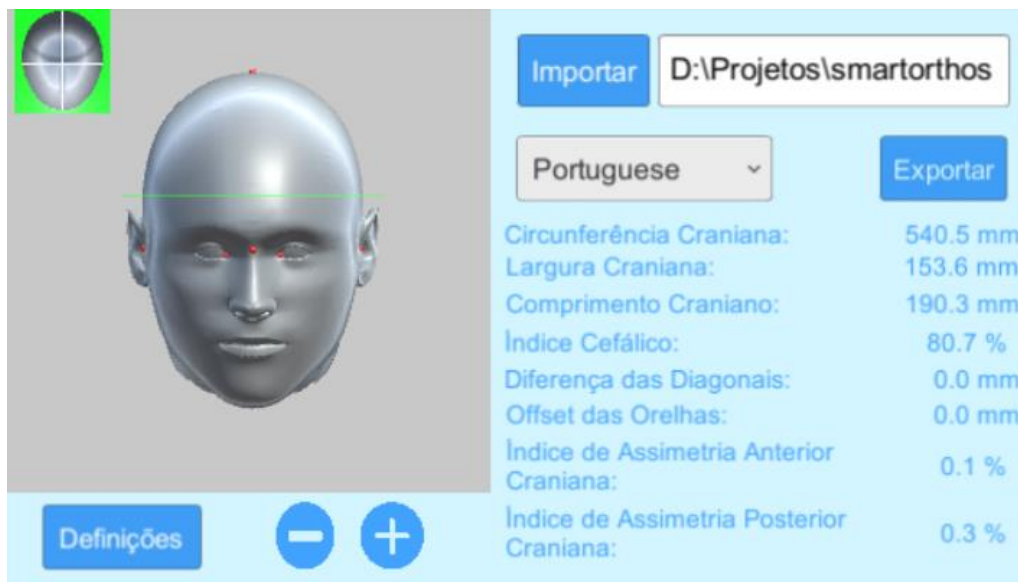 Importar D:\Projetos\smartorthos
Portuguese Exportar
Circunferência Craniana: 540.5 mm
Largura Craniana: 153.6 mm
Comprimento Craniano: 190.3 mm
Índice Cefálico: 80.7 %
Diferença das Diagonais: 0.0 mm
Offset das Orelhas: 0.0 mm
Índice de Assimetria Anterior
Craniana: 0.1 %
Índice de Assimetria Posterior
Craniana: 0.3 %
Definições - +